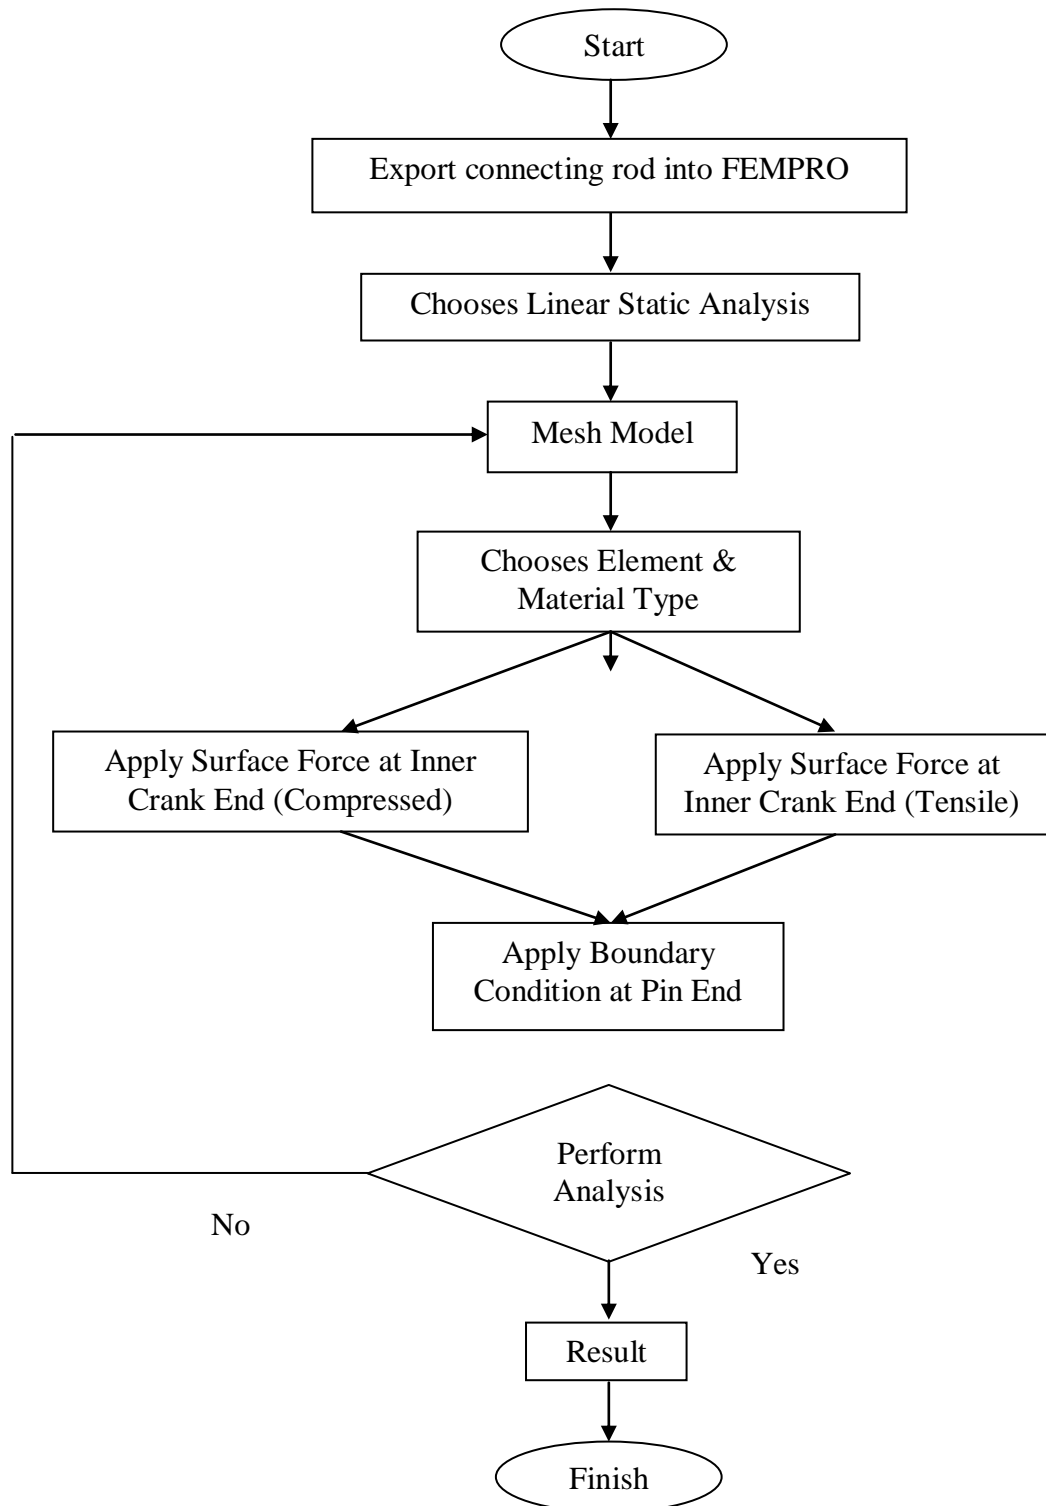 Start
Export connecting rod into FEMPRO
Chooses Linear Static Analysis
Mesh Model
Chooses Element &
Material Type
Apply Surface Force at Inner
Crank End (Compressed)
Apply Surface Force at
Inner Crank End (Tensile)
Apply Boundary
Condition at Pin End
Perform
Analysis
No
Yes
Result
Finish